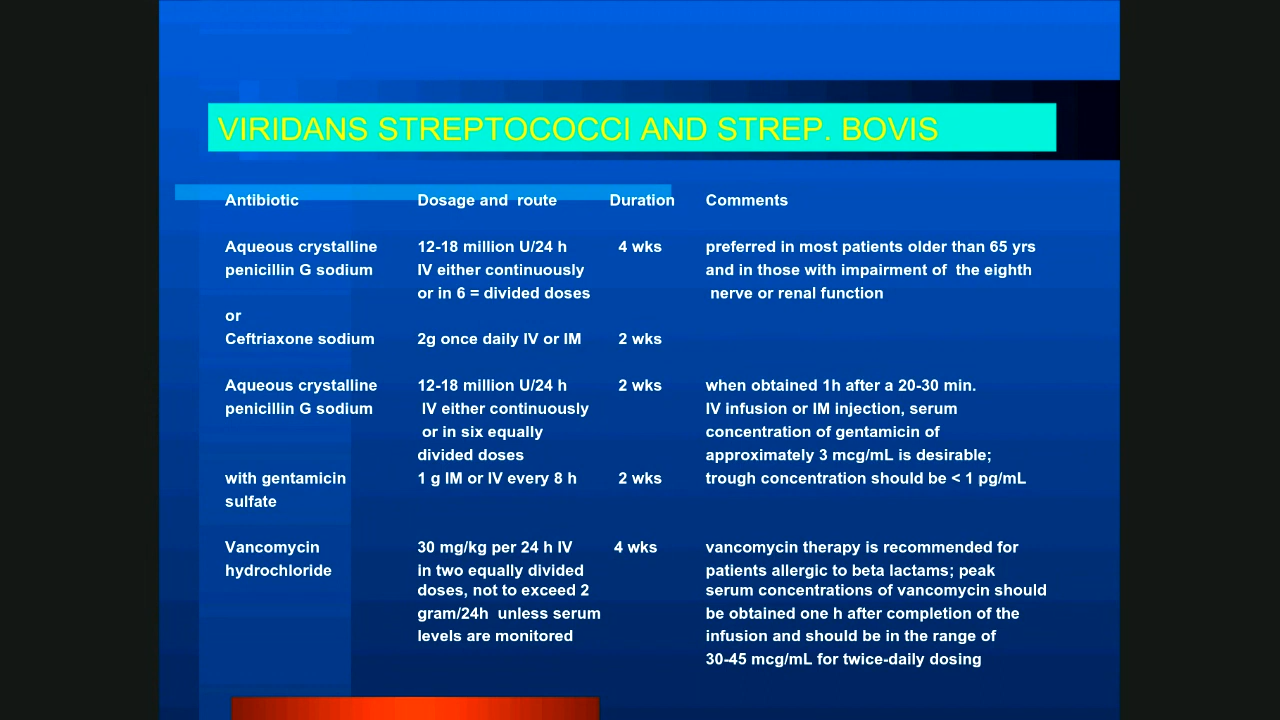 VIRIDANS STREPTOCOCCI AND STREP. BOVIS
Antibiotic Dosage and route Duration Comments
Aqueous crystalline 12-18 million U/24 h 4 wks preferred in most patients older than 65 yrs
penicillin G sodium IV either continuously and in those with impairment of the eighth
or in 6 = divided doses nerve or renal function
or
Ceftriaxone sodium 2g once daily IV or IM 2 wks
Aqueous crystalline 12-18 million U/24 h 2 wks when obtained 1h after a 20-30 min.
penicillin G sodium IV either continuously IV infusion or IM injection, serum
or in six equally concentration of gentamicin of
divided doses approximately 3 mcg/mL is desirable;
with gentamicin 1 g IM or IV every 8 h 2 wks trough concentration should be < 1 pg/mL
sulfate
Vancomycin 30 mg/kg per 24 h IV 4 wks vancomycin therapy is recommended for
hydrochloride in two equally divided patients allergic to beta lactams; peak
doses, not to exceed 2 serum concentrations of vancomycin should
gram/24h unless serum be obtained one h after completion of the
levels are monitored infusion and should be in the range of
30-45 mcg/mL for twice-daily dosing